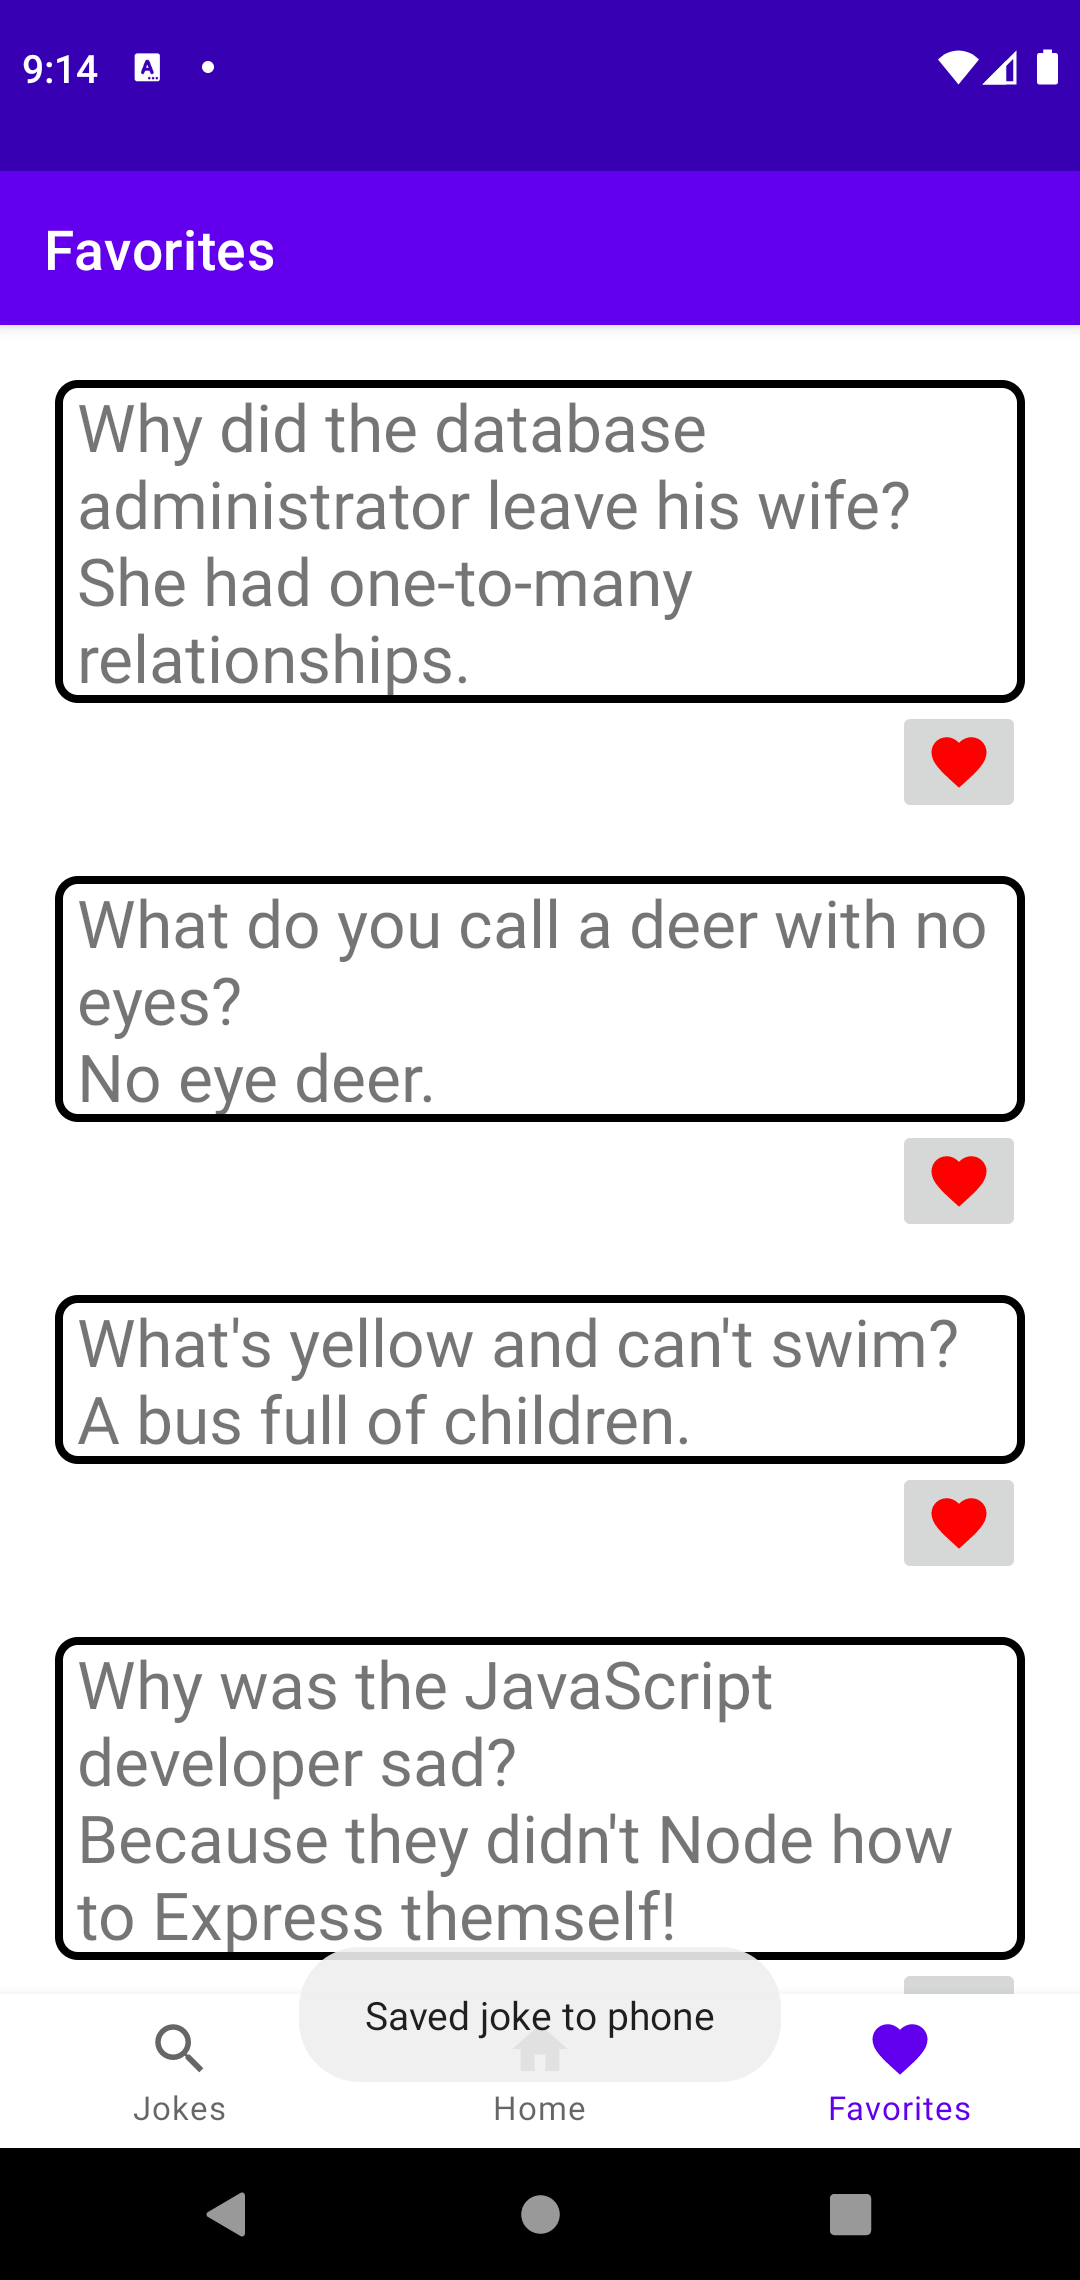 9:14
Favorites
Why did the database
administrator leave his wife?
She had one-to-many
relationships.
What do you call a deer with no
eyes?
No eye deer.
What's yellow and can't swim?
A bus full of children.
Why was the JavaScript
developer sad?
Because they didn't Node how
to Express themself!
Saved joke to phone
Jokes
Home
Favorites